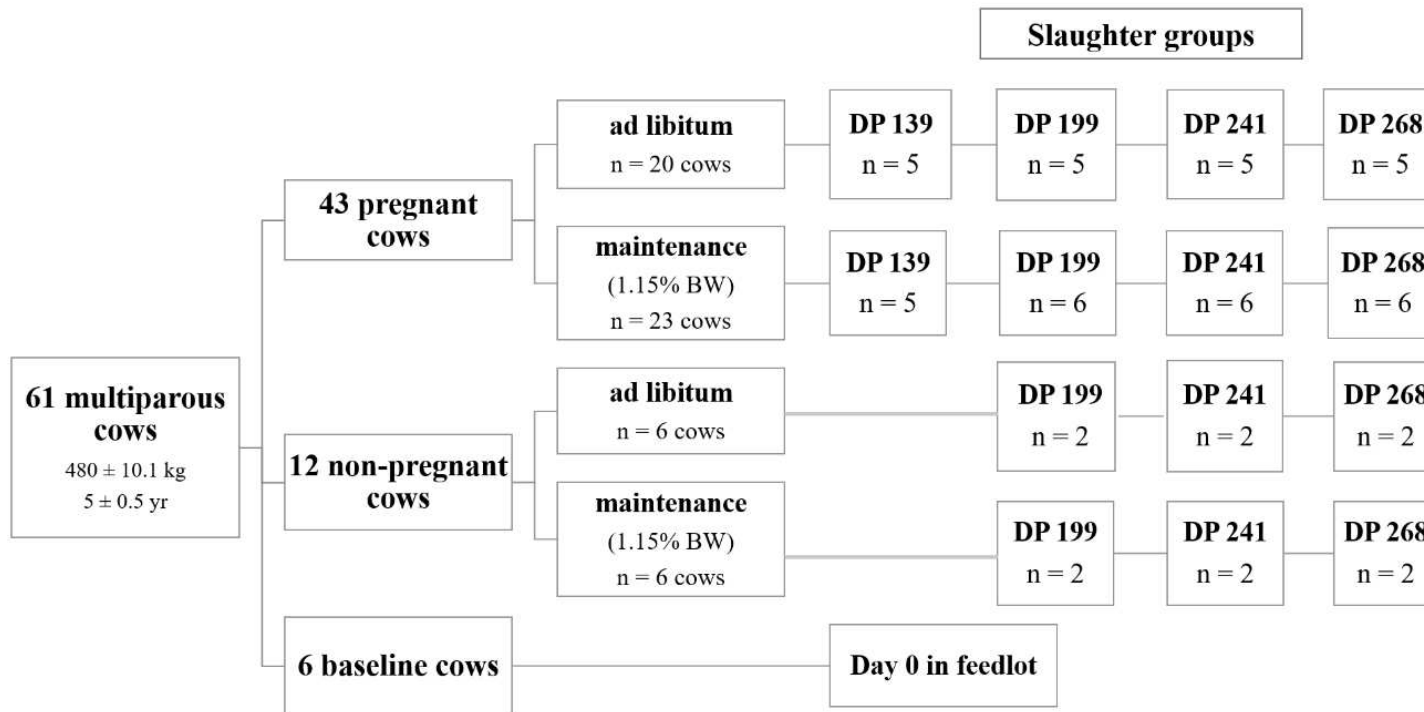 Slaughter groups
ad libitum
n = 20 cows
DP 139
n = 5
DP 199
n = 5
DP 241
n = 5
DP 268
n = 5
43 pregnant
cows
maintenance
(1.15% BW)
n = 23 cows
DP 139
n = 5
DP 199
n = 6
DP 241
n = 6
DP 268
n = 6
61 multiparous
cows
480 ± 10.1 kg
5 ± 0.5 yr
ad libitum
n = 6 cows
DP 199
n = 2
DP 241
n = 2
DP 268
n = 2
12 non-pregnant
cows
maintenance
(1.15% BW)
n = 6 cows
DP 199
n = 2
DP 241
n = 2
DP 268
n = 2
6 baseline cows
Day 0 in feedlot